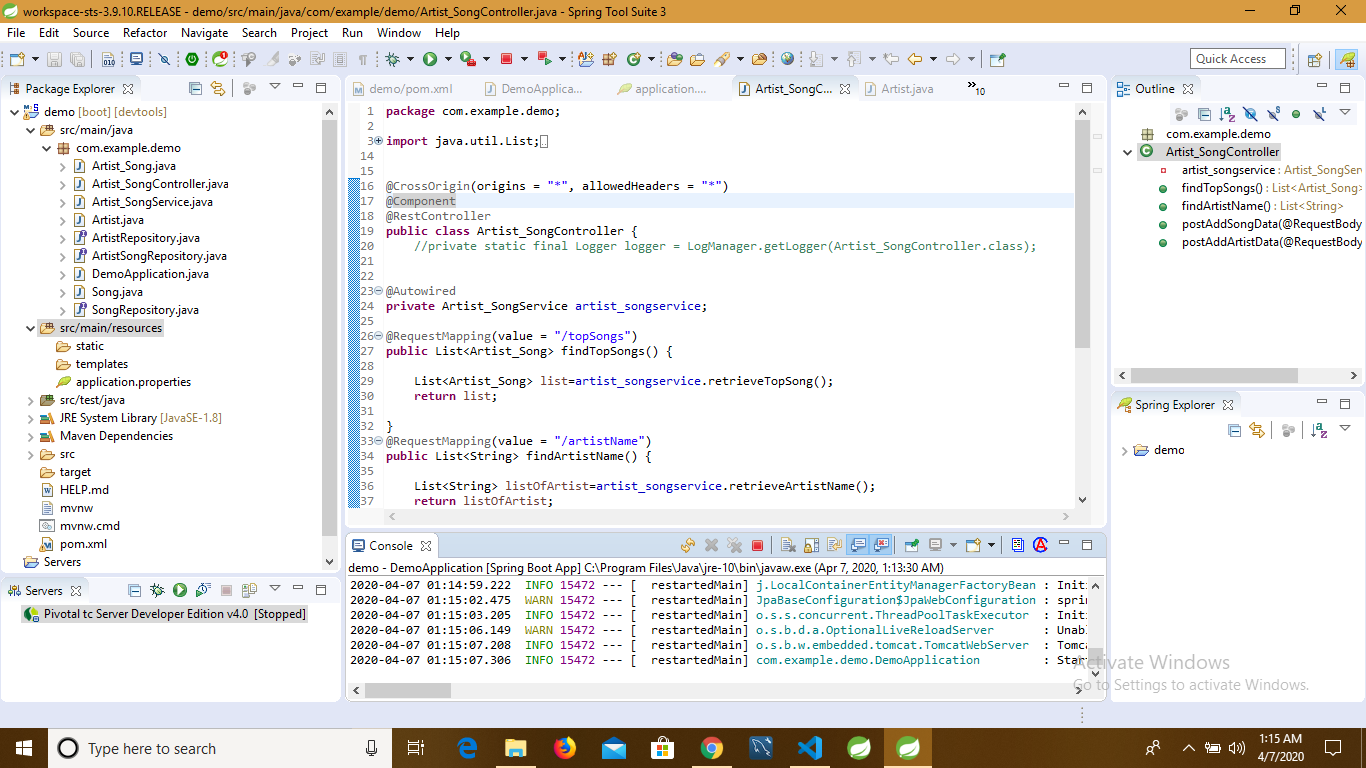 workspace-sts-3.9.10.RELEASE - demo/src/main/java/com/example/demo/Artist_SongController.java - Spring Tool Suite 3
File Edit Source Refactor Navigate Search Project Run Window Help
Quick Access
Package Explorer
demo [boot] [devtools]
src/main/java
com.example.demo
Artist_Song.java
Artist_SongController.java
Artist_SongService.java
Artist.java
ArtistRepository.java
ArtistSongRepository.java
DemoApplication.java
Song.java
SongRepository.java
src/main/resources
static
templates
application.properties
src/test/java
JRE System Library [JavaSE-1.8]
Maven Dependencies
src
target
HELP.md
mvnw
mvnw.cmd
pom.xml
Servers
Servers
Pivotal tc Server Developer Edition v4.0 [Stopped]
demo/pom.xml DemoApplica... application.... Artist_SongC... Artist.java »10
1 package com.example.demo;
2
3 import java.util.List;
14
15
16 @CrossOrigin(origins = "*", allowedHeaders = "*")
17 @Component
18 @RestController
19 public class Artist_SongController {
20 //private static final Logger logger = LogManager.getLogger(Artist_SongController.class);
21
22
23 @Autowired
24 private Artist_SongService artist_songservice;
25
26 @RequestMapping(value = "/topSongs")
27 public List<Artist_Song> findTopSongs() {
28
29 List<Artist_Song> list=artist_songservice.retrieveTopSong();
30 return list;
31
32 }
33 @RequestMapping(value = "/artistName")
34 public List<String> findArtistName() {
35
36 List<String> listOfArtist=artist_songservice.retrieveArtistName();
37 return listOfArtist;
Console
demo - DemoApplication [Spring Boot App] C:\Program Files\Java\jre-10\bin\javaw.exe (Apr 7, 2020, 1:13:30 AM)
2020-04-07 01:14:59.222 INFO 15472 --- [ restartedMain] j.LocalContainerEntityManagerFactoryBean : Initi
2020-04-07 01:15:02.475 WARN 15472 --- [ restartedMain] JpaBaseConfiguration$JpaWebConfiguration : spri
2020-04-07 01:15:03.205 INFO 15472 --- [ restartedMain] o.s.s.concurrent.ThreadPoolTaskExecutor : Initi
2020-04-07 01:15:06.149 WARN 15472 --- [ restartedMain] o.s.b.d.a.OptionalLiveReloadServer : Unab
2020-04-07 01:15:07.208 INFO 15472 --- [ restartedMain] o.s.b.w.embedded.tomcat.TomcatWebServer : Tomca
2020-04-07 01:15:07.306 INFO 15472 --- [ restartedMain] com.example.demo.DemoApplication : Star
Outline
com.example.demo
Artist_SongController
artist_songservice : Artist_SongSer
findTopSongs() : List<Artist_Song>
findArtistName() : List<String>
postAddSongData(@RequestBody
postAddArtistData(@RequestBody
Spring Explorer
demo
Activate Windows
Go to Settings to activate Windows.
Type here to search
1:15 AM
4/7/2020